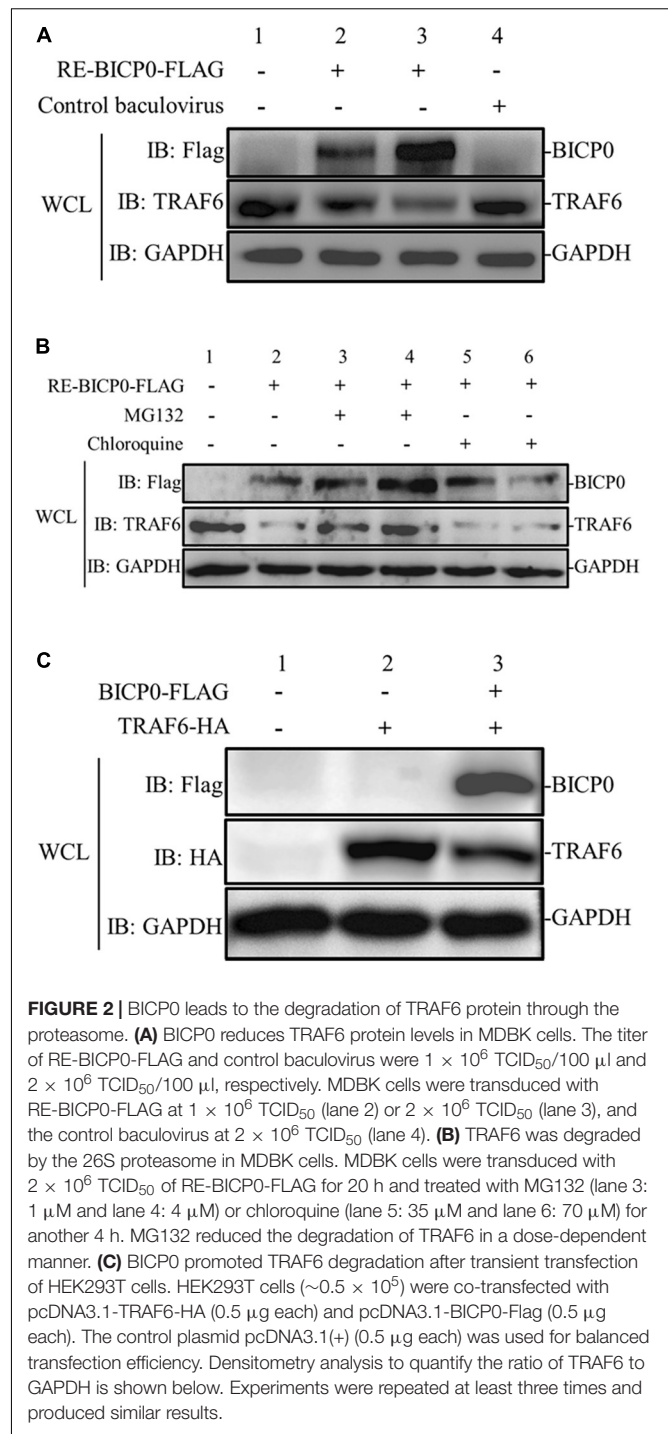 A
1 2 3 4
RE-BICP0-FLAG - + + -
Control baculovirus - - - +
IB: Flag -BICP0
WCL IB: TRAF6 -TRAF6
IB: GAPDH -GAPDH
B
1 2 3 4 5 6
RE-BICP0-FLAG - + + + + +
MG132 - - + + - -
Chloroquine - - - - + +
IB: Flag -BICP0
WCL IB: TRAF6 -TRAF6
IB: GAPDH -GAPDH
C
1 2 3
BICP0-FLAG - - +
TRAF6-HA - + +
IB: Flag -BICP0
WCL IB: HA -TRAF6
IB: GAPDH -GAPDH
FIGURE 2 | BICP0 leads to the degradation of TRAF6 protein through the
proteasome. (A) BICP0 reduces TRAF6 protein levels in MDBK cells. The titer
of RE-BICP0-FLAG and control baculovirus were 1 × 10⁶ TCID₅₀/100 μl and
2 × 10⁶ TCID₅₀/100 μl, respectively. MDBK cells were transduced with
RE-BICP0-FLAG at 1 × 10⁶ TCID₅₀ (lane 2) or 2 × 10⁶ TCID₅₀ (lane 3), and
the control baculovirus at 2 × 10⁶ TCID₅₀ (lane 4). (B) TRAF6 was degraded
by the 26S proteasome in MDBK cells. MDBK cells were transduced with
2 × 10⁶ TCID₅₀ of RE-BICP0-FLAG for 20 h and treated with MG132 (lane 3:
1 μM and lane 4: 4 μM) or chloroquine (lane 5: 35 μM and lane 6: 70 μM) for
another 4 h. MG132 reduced the degradation of TRAF6 in a dose-dependent
manner. (C) BICP0 promoted TRAF6 degradation after transient transfection
of HEK293T cells. HEK293T cells (~0.5 × 10⁵) were co-transfected with
pcDNA3.1-TRAF6-HA (0.5 μg each) and pcDNA3.1-BICP0-Flag (0.5 μg
each). The control plasmid pcDNA3.1(+) (0.5 μg each) was used for balanced
transfection efficiency. Densitometry analysis to quantify the ratio of TRAF6 to
GAPDH is shown below. Experiments were repeated at least three times and
produced similar results.